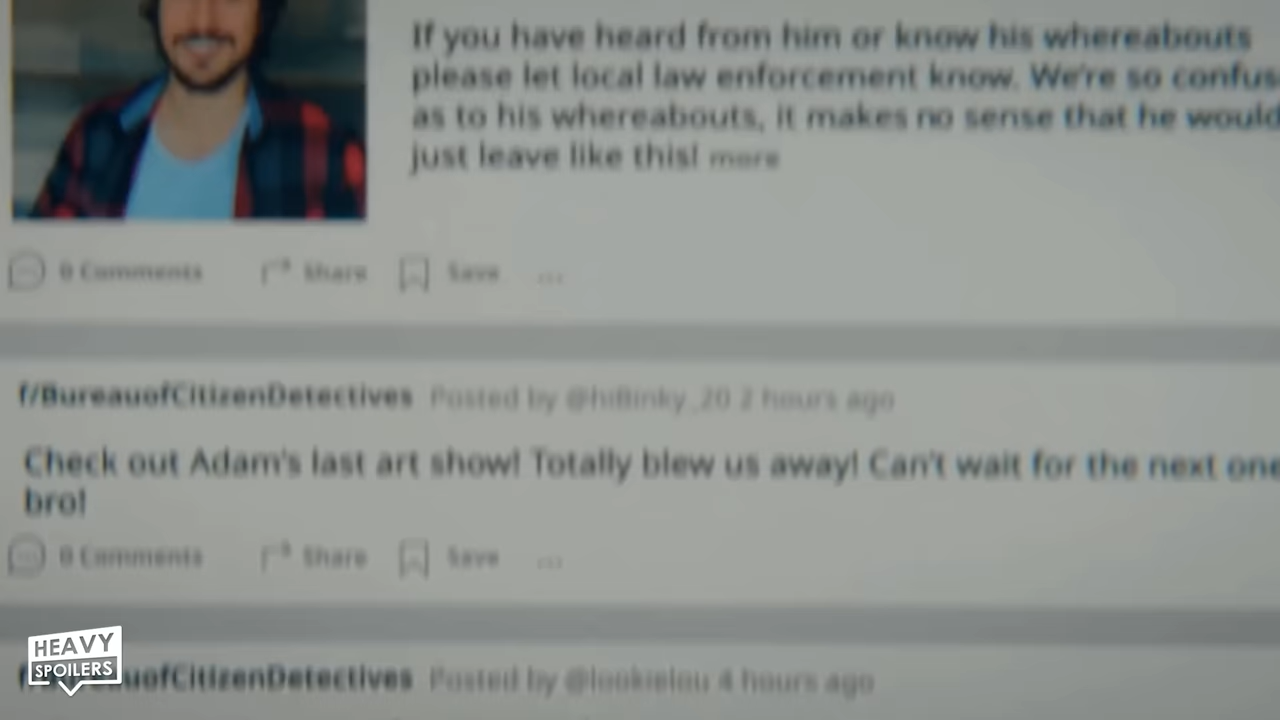 If you have heard from him or know his whereabouts
please let local law enforcement know. We're so confus
as to his whereabouts, it makes no sense that he would
just leave like this! more
0 Comments Share Save ...
f/BureauofCitizenDetectives Posted by @hiBinky_20 2 hours ago
Check out Adam's last art show! Totally blew us away! Can't wait for the next one
bro!
0 Comments Share Save ...
f/BureauofCitizenDetectives Posted by @lookielou 4 hours ago
HEAVY
SPOILERS